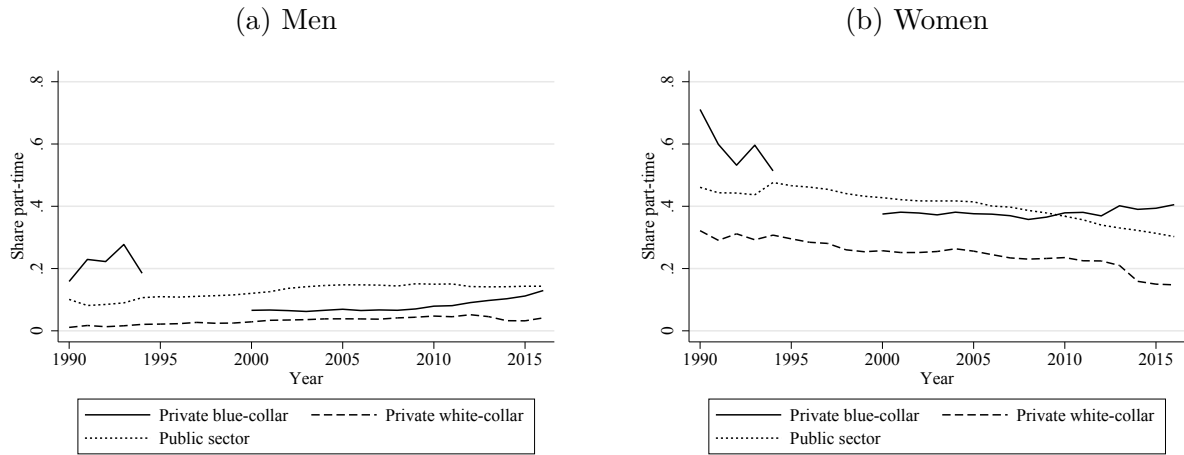 (a) Men
Share part-time
.8
.6
.4
.2
0
1990 1995 2000 2005 2010 2015
Year
Private blue-collar Private white-collar
Public sector
(b) Women
Share part-time
.8
.6
.4
.2
0
1990 1995 2000 2005 2010 2015
Year
Private blue-collar Private white-collar
Public sector